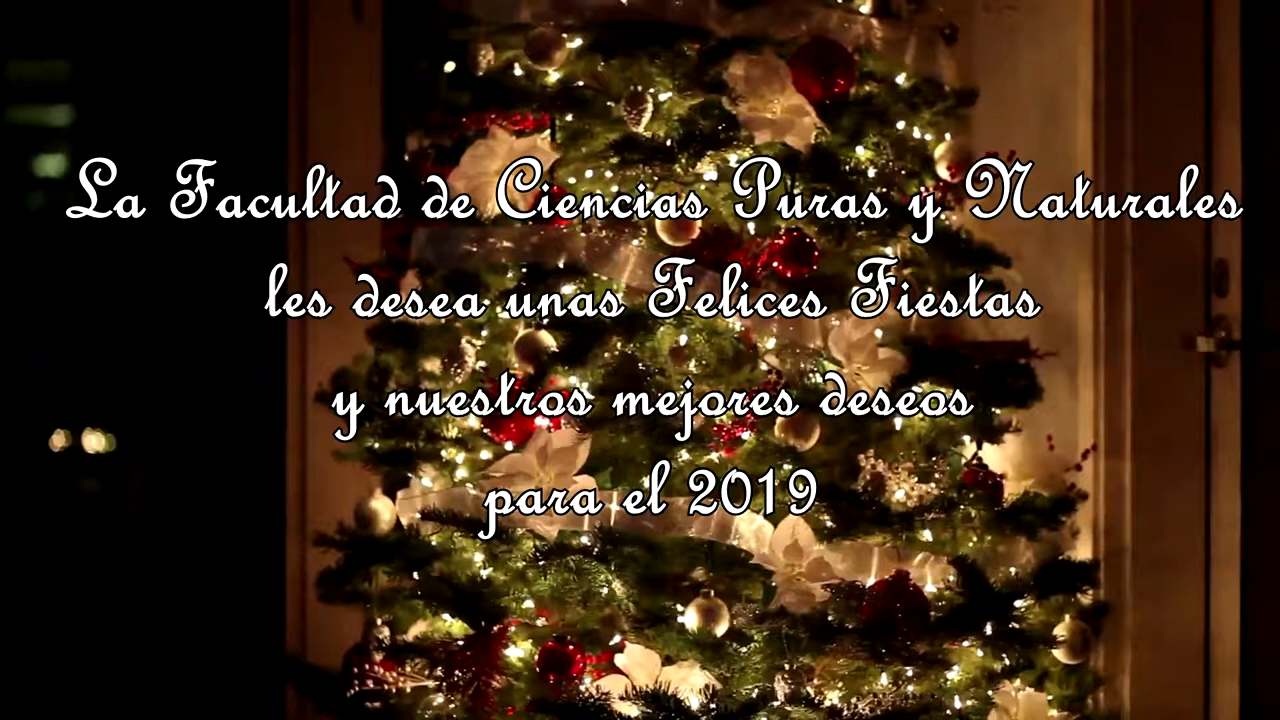 La Facultad de Ciencias Puras y Naturales
les desea unas Felices Fiestas
y nuestros mejores deseos
para el 2019